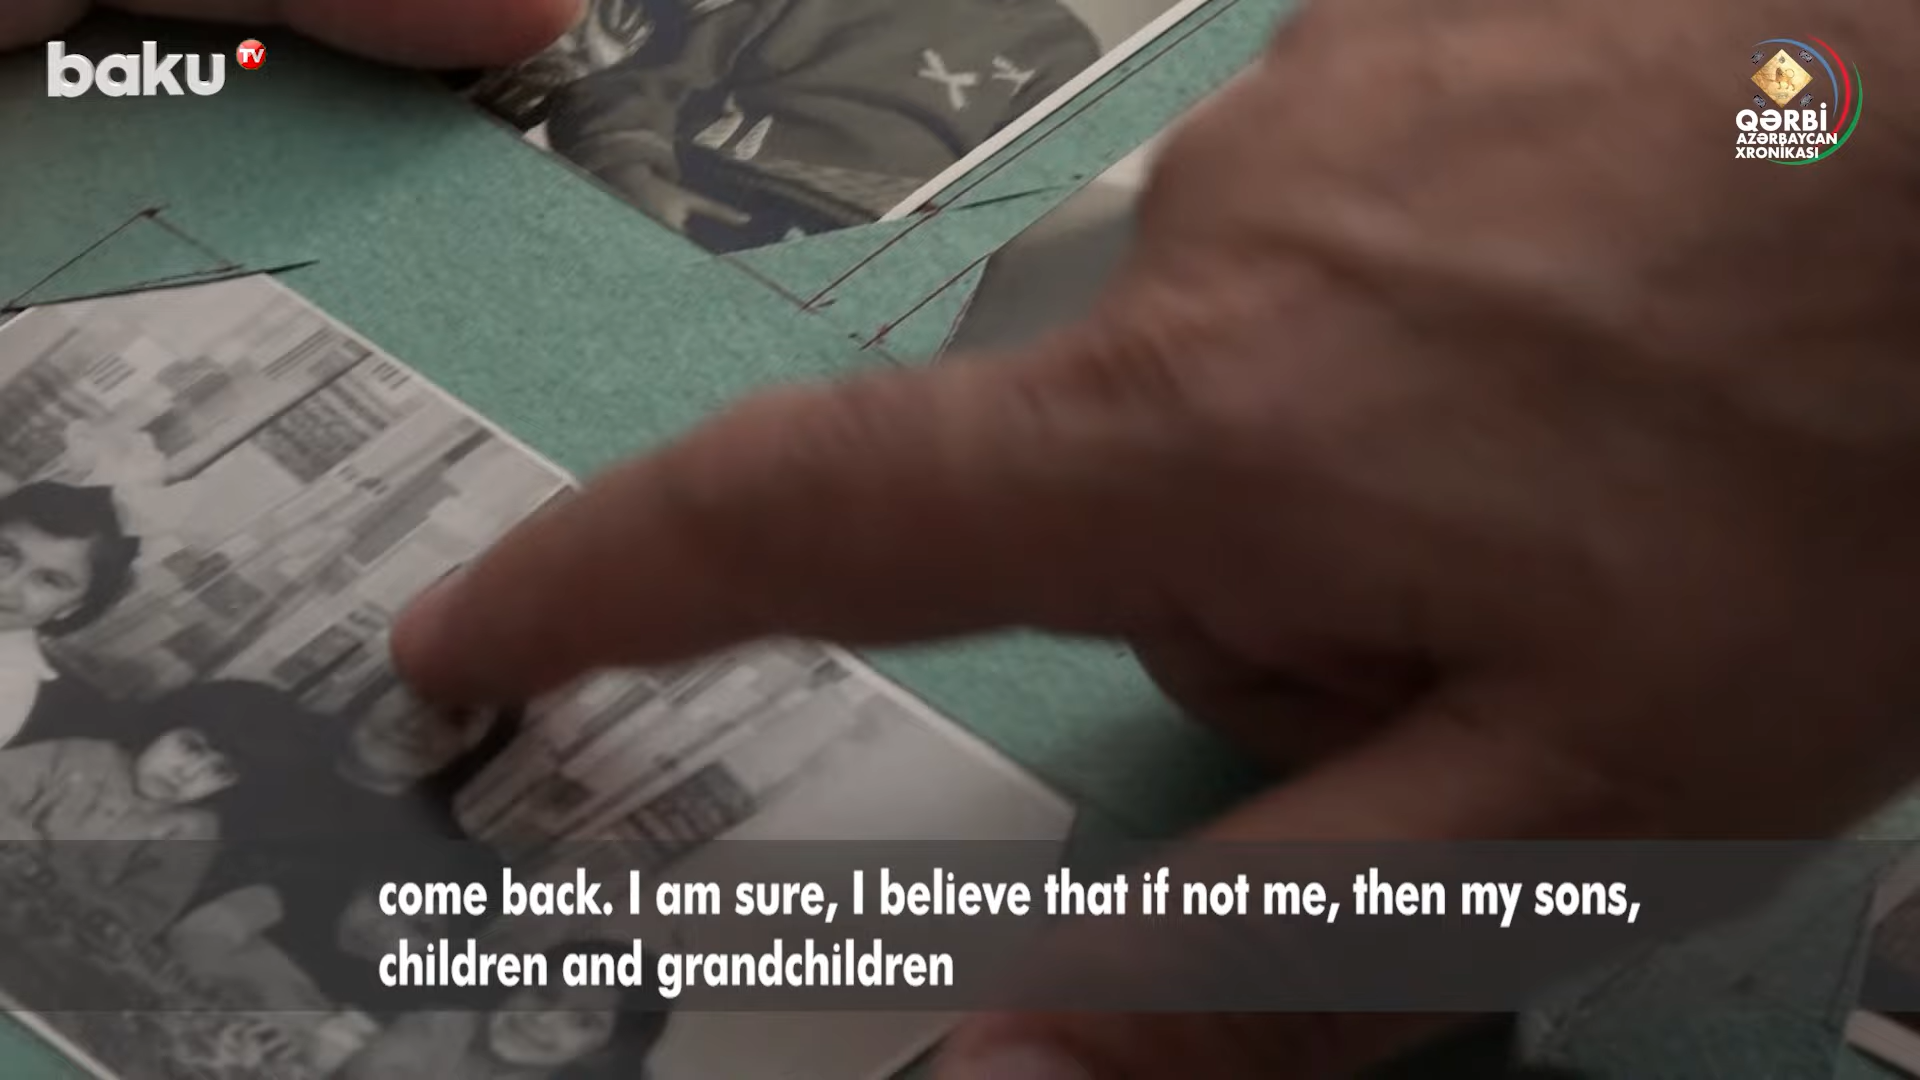 baku TV
QƏRBİ
AZƏRBAYCAN
XRONİKASI
come back. I am sure, I believe that if not me, then my sons,
children and grandchildren